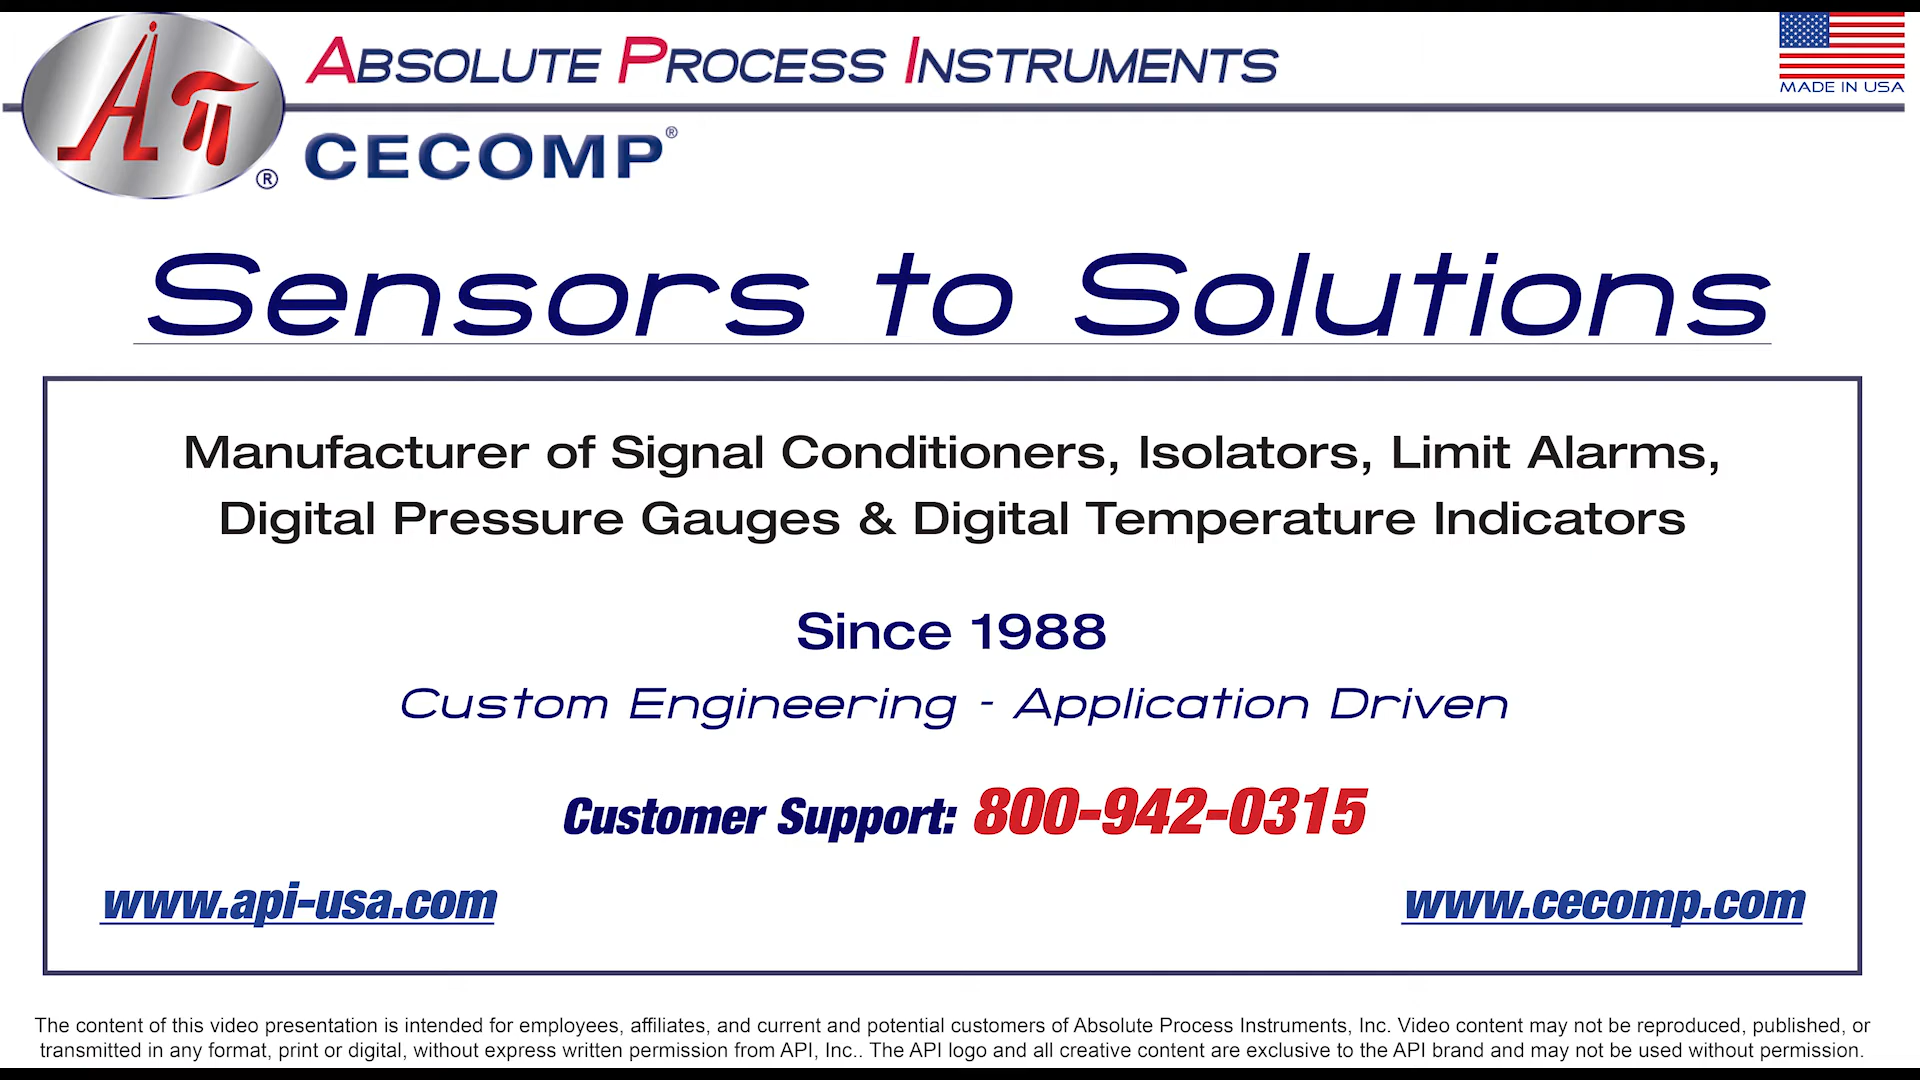 Aπ®
ABSOLUTE PROCESS INSTRUMENTS
MADE IN USA
CECOMP®
Sensors to Solutions
Manufacturer of Signal Conditioners, Isolators, Limit Alarms,
Digital Pressure Gauges & Digital Temperature Indicators
Since 1988
Custom Engineering - Application Driven
Customer Support: 800-942-0315
www.api-usa.com
www.cecomp.com
The content of this video presentation is intended for employees, affiliates, and current and potential customers of Absolute Process Instruments, Inc. Video content may not be reproduced, published, or
transmitted in any format, print or digital, without express written permission from API, Inc.. The API logo and all creative content are exclusive to the API brand and may not be used without permission.